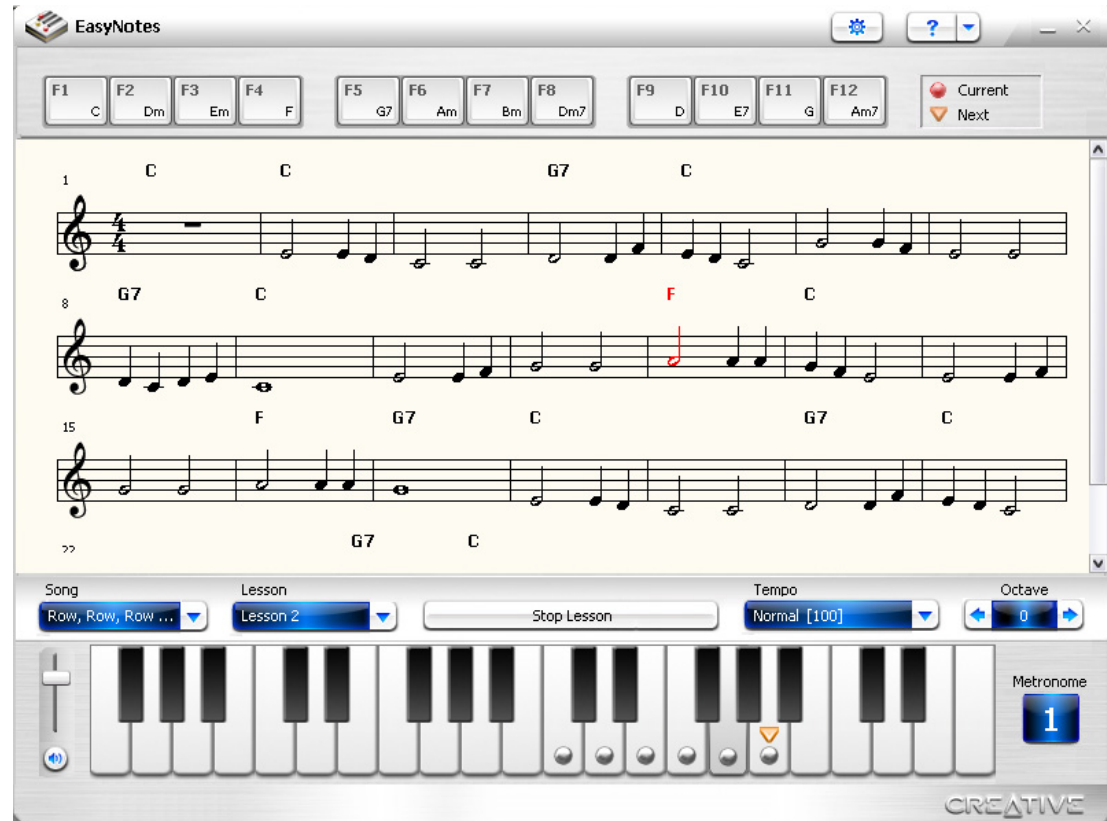 EasyNotes
?
F1 F2 F3 F4 F5 F6 F7 F8 F9 F10 F11 F12
C Dm Em F G7 Am Bm Dm7 D E7 G Am7
Current
Next
C C G7 C
1
4
4
G7 C F C
8
F G7 C G7 C
15
G7 C
22
Song Lesson Tempo Octave
Row, Row, Row ... Lesson 2 Stop Lesson Normal [100] 0
Metronome
1
CREATIVE